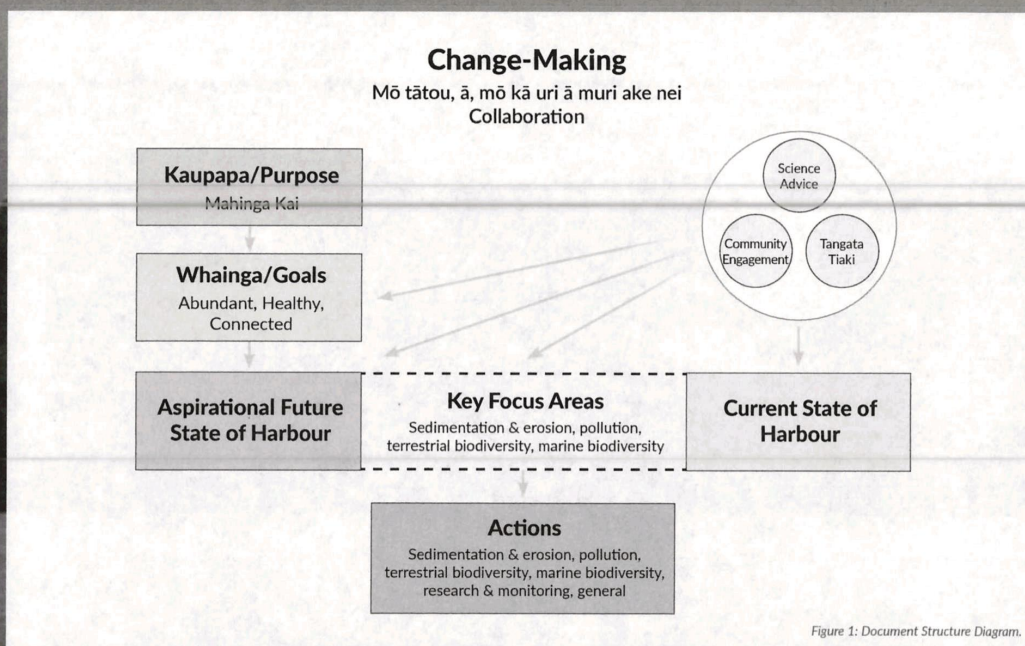 Change-Making
Mō tātou, ā, mō kā uri ā muri ake nei
Collaboration
Kaupapa/Purpose
Mahinga Kai
Science
Advice
Community
Engagement
Tangata
Tiaki
Whainga/Goals
Abundant, Healthy,
Connected
Aspirational Future
State of Harbour
Key Focus Areas
Sedimentation & erosion, pollution,
terrestrial biodiversity, marine biodiversity
Current State of
Harbour
Actions
Sedimentation & erosion, pollution,
terrestrial biodiversity, marine biodiversity,
research & monitoring, general
Figure 1: Document Structure Diagram.